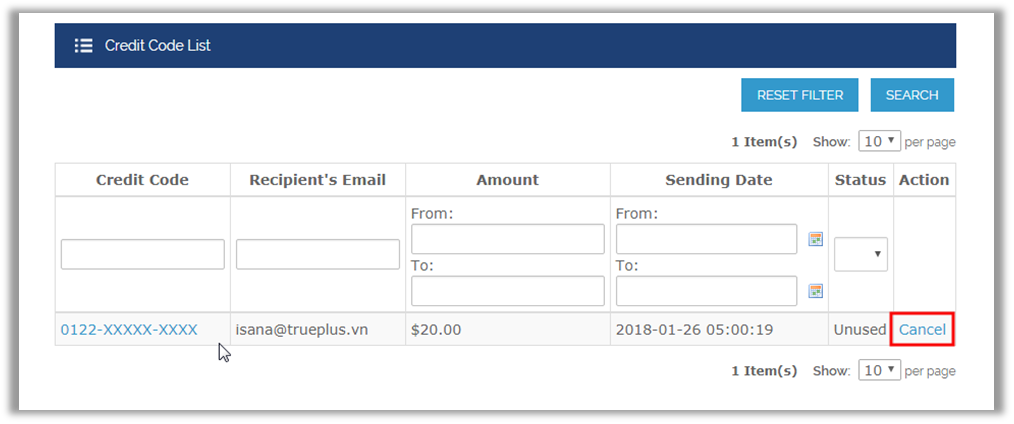 Credit Code List
RESET FILTER SEARCH
1 Item(s) Show: 10 per page
Credit Code Recipient's Email Amount Sending Date Status Action
From: From:
To: To:
0122-XXXXX-XXXX isana@trueplus.vn $20.00 2018-01-26 05:00:19 Unused Cancel
1 Item(s) Show: 10 per page